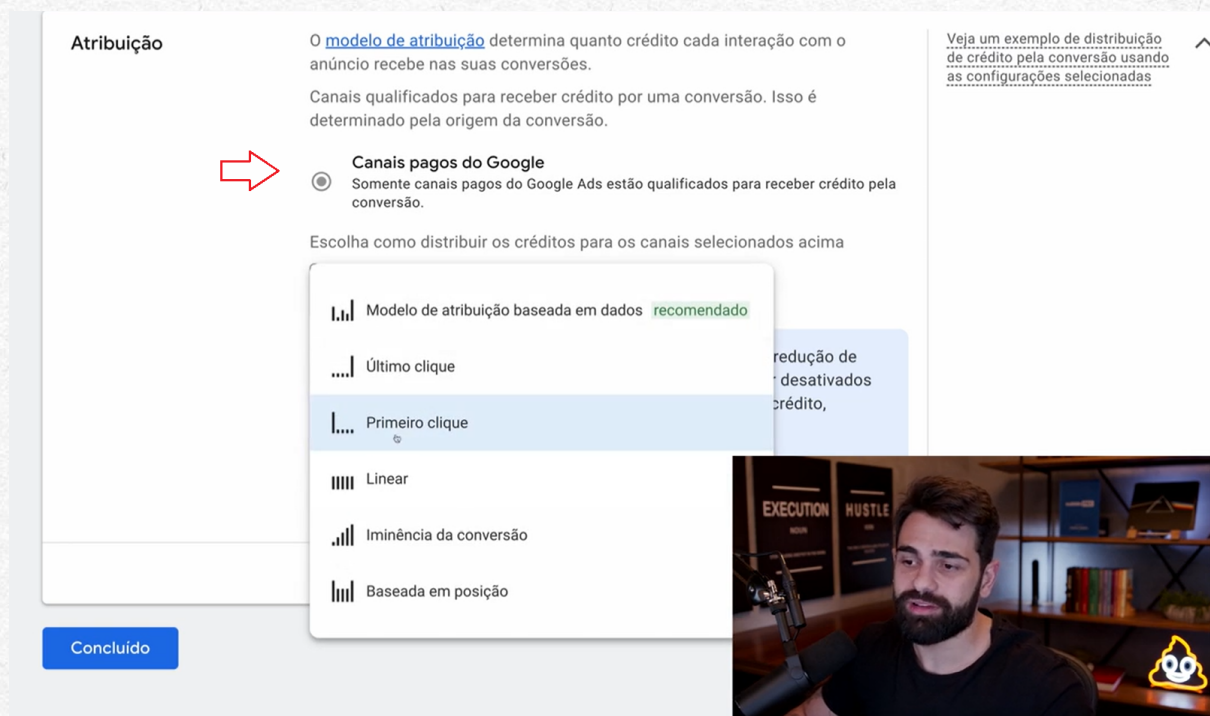 Atribuição
O modelo de atribuição determina quanto crédito cada interação com o
anúncio recebe nas suas conversões.
Canais qualificados para receber crédito por uma conversão. Isso é
determinado pela origem da conversão.
Canais pagos do Google
Somente canais pagos do Google Ads estão qualificados para receber crédito pela
conversão.
Escolha como distribuir os créditos para os canais selecionados acima
Modelo de atribuição baseada em dados recomendado
Último clique
Primeiro clique
Linear
Iminência da conversão
Baseada em posição
redução de
desativados
crédito,
Concluído
Veja um exemplo de distribuição
de crédito pela conversão usando
as configurações selecionadas
EXECUTION
NOUN
HUSTLE